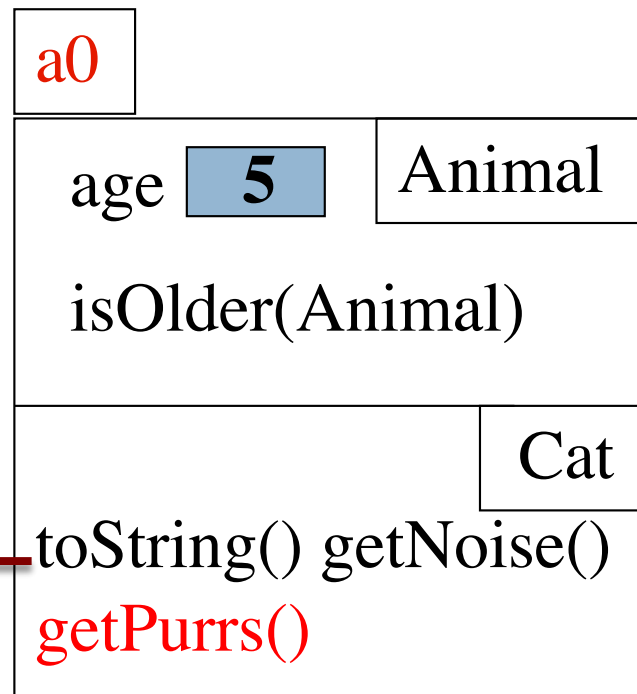 a0
age 5 Animal
isOlder(Animal)
Cat
toString() getNoise()
getPurrs()